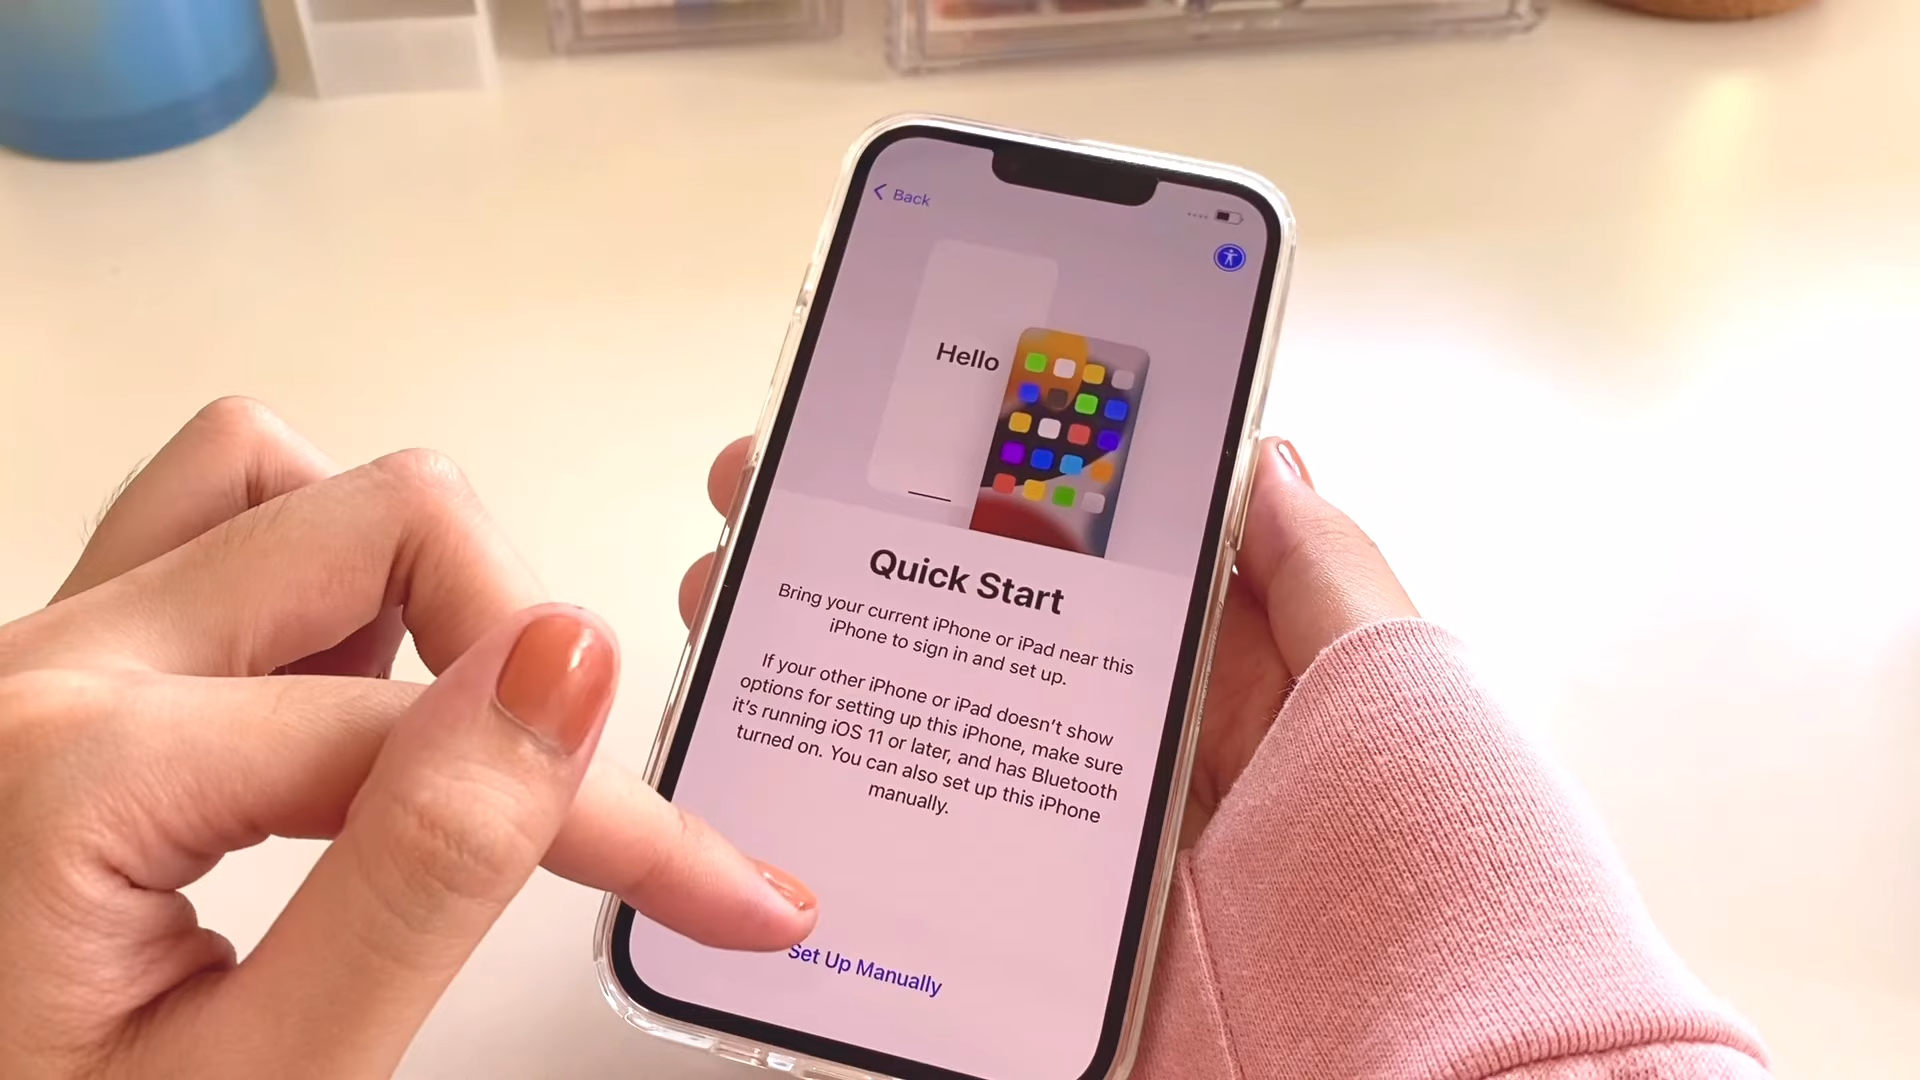 Back
Hello
Quick Start
Bring your current iPhone or iPad near this
iPhone to sign in and set up.
If your other iPhone or iPad doesn't show
options for setting up this iPhone, make sure
it's running iOS 11 or later, and has Bluetooth
turned on. You can also set up this iPhone
manually.
Set Up Manually